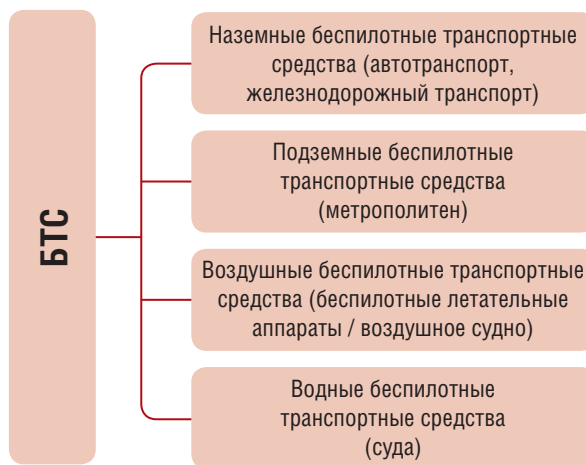 БТС
Наземные беспилотные транспортные
средства (автотранспорт,
железнодорожный транспорт)
Подземные беспилотные
транспортные средства
(метрополитен)
Воздушные беспилотные транспортные
средства (беспилотные летательные
аппараты / воздушное судно)
Водные беспилотные
транспортные средства
(суда)